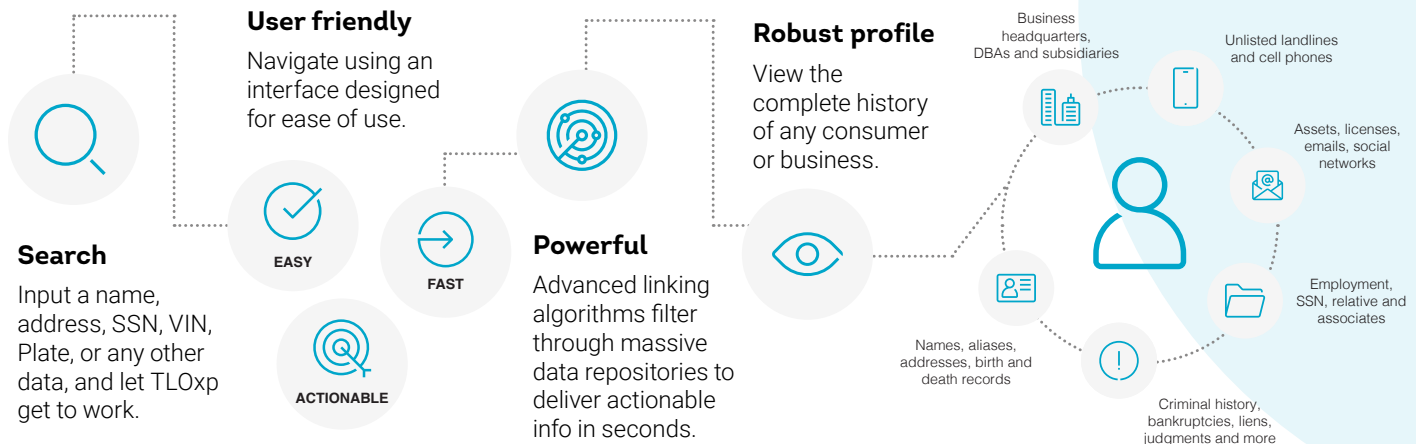 Search
Input a name,
address, SSN, VIN,
Plate, or any other
data, and let TLOxp
get to work.
User friendly
Navigate using an
interface designed
for ease of use.
EASY
FAST
ACTIONABLE
Powerful
Advanced linking
algorithms filter
through massive
data repositories to
deliver actionable
info in seconds.
Robust profile
View the
complete history
of any consumer
or business.
Business
headquarters,
DBAs and subsidiaries
Unlisted landlines
and cell phones
Assets, licenses,
emails, social
networks
@
Employment,
SSN, relative and
associates
Criminal history,
bankruptcies, liens,
judgments and more
Names, aliases,
addresses, birth and
death records